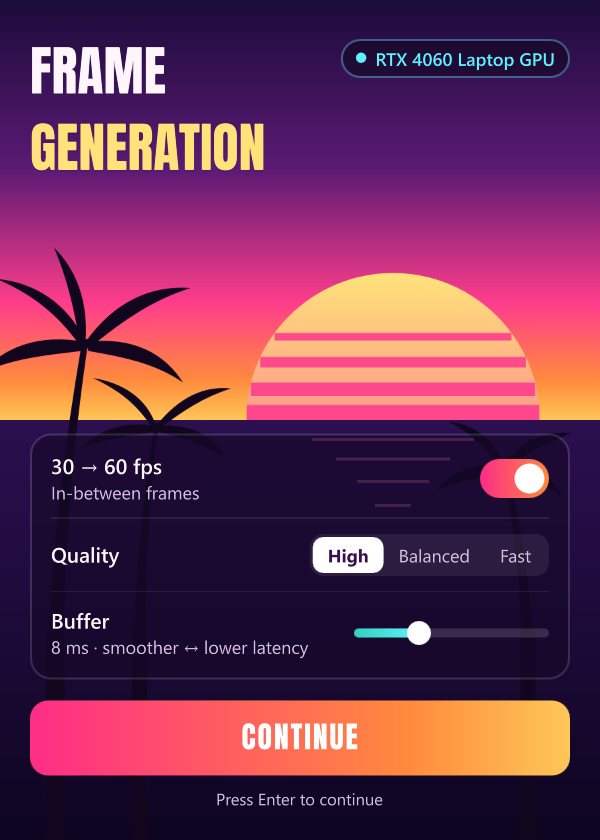 FRAME
GENERATION
RTX 4060 Laptop GPU
30 → 60 fps
In-between frames
Quality
High
Balanced
Fast
Buffer
8 ms · smoother ↔ lower latency
CONTINUE
Press Enter to continue